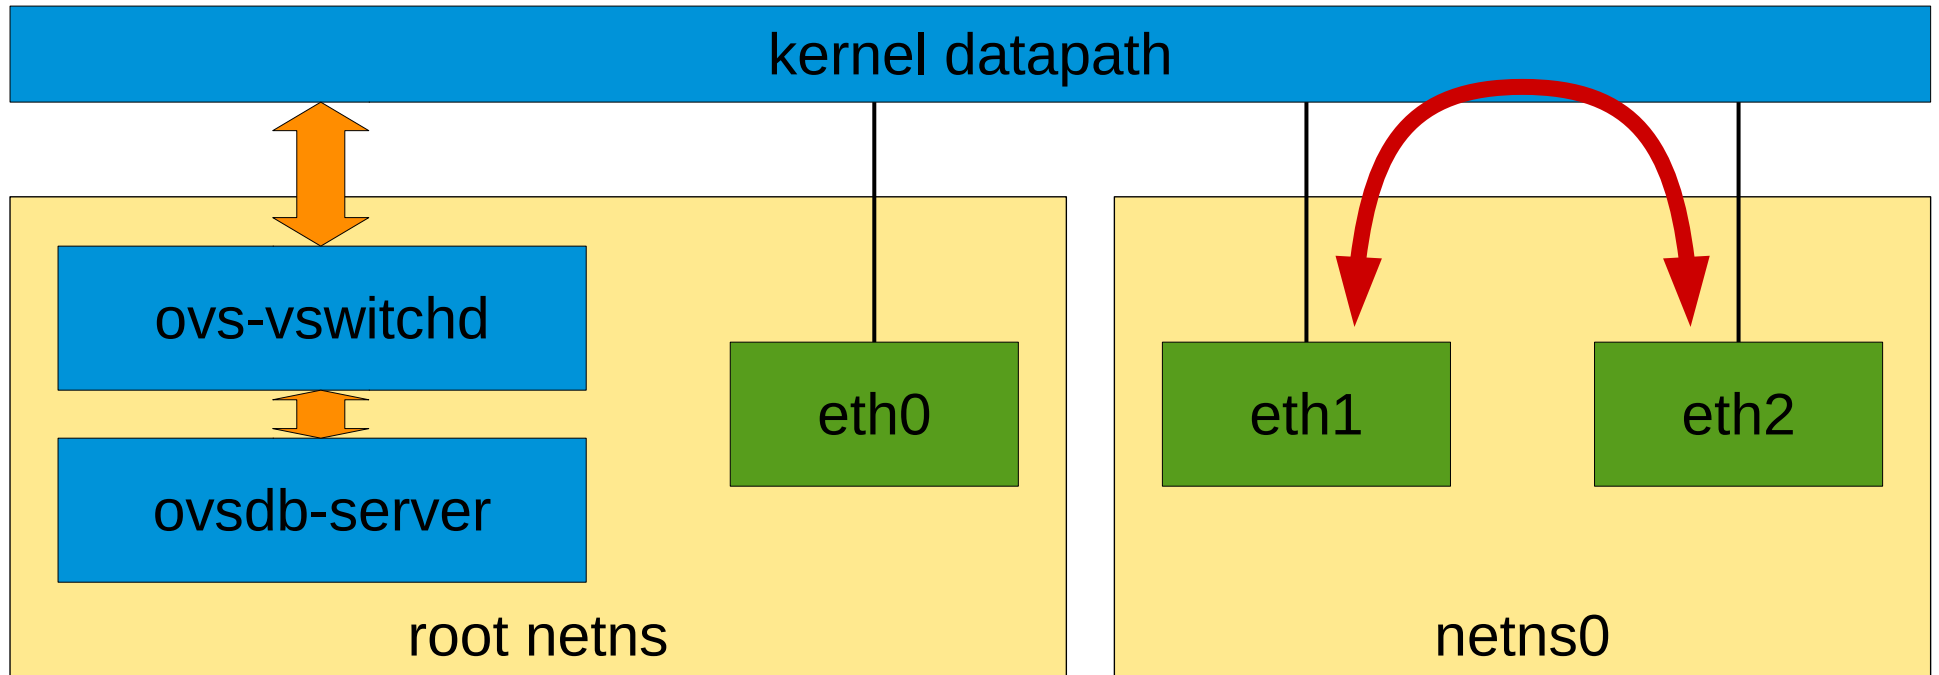 kernel datapath
ovs-vswitchd
eth0
eth1
eth2
ovsdb-server
root netns
netns0